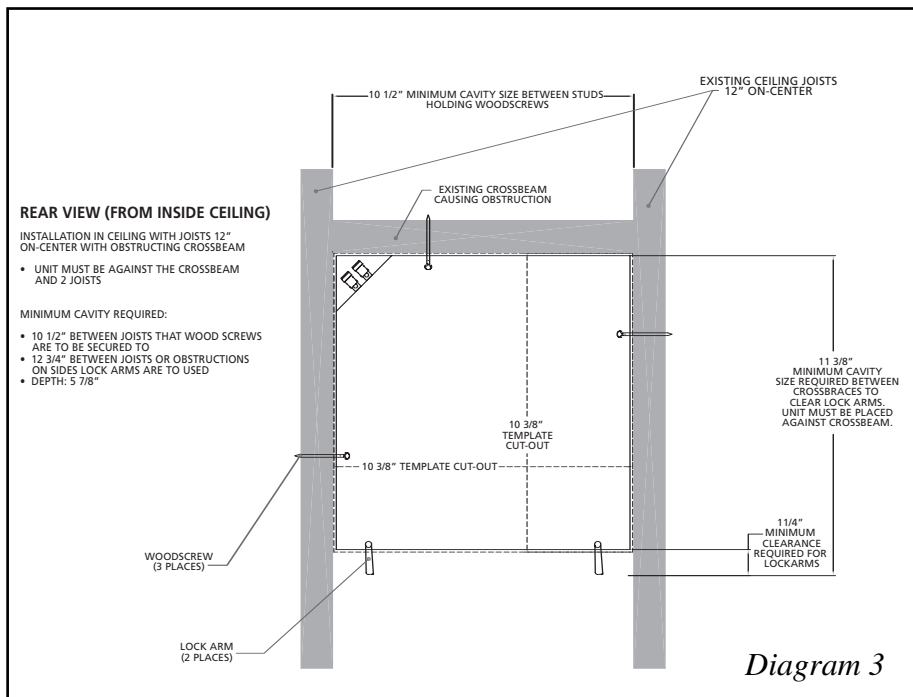 10 1/2" MINIMUM CAVITY SIZE BETWEEN STUDS
HOLDING WOODSCREWS
EXISTING CEILING JOISTS
12" ON-CENTER
EXISTING CROSSBEAM
CAUSING OBSTRUCTION
REAR VIEW (FROM INSIDE CEILING)
INSTALLATION IN CEILING WITH JOISTS 12"
ON-CENTER WITH OBSTRUCTING CROSSBEAM
• UNIT MUST BE AGAINST THE CROSSBEAM
AND 2 JOISTS
MINIMUM CAVITY REQUIRED:
• 10 1/2" BETWEEN JOISTS THAT WOOD SCREWS
ARE TO BE SECURED TO
• 12 3/4" BETWEEN JOISTS OR OBSTRUCTIONS
ON SIDES LOCK ARMS ARE TO USED
• DEPTH: 5 7/8"
11 3/8"
MINIMUM CAVITY
SIZE REQUIRED BETWEEN
CROSSBRACES TO
CLEAR LOCK ARMS.
UNIT MUST BE PLACED
AGAINST CROSSBEAM.
10 3/8"
TEMPLATE
CUT-OUT
10 3/8" TEMPLATE CUT-OUT
11/4"
MINIMUM
CLEARANCE
REQUIRED FOR
LOCKARMS
WOODSCREW
(3 PLACES)
LOCK ARM
(2 PLACES)
Diagram 3